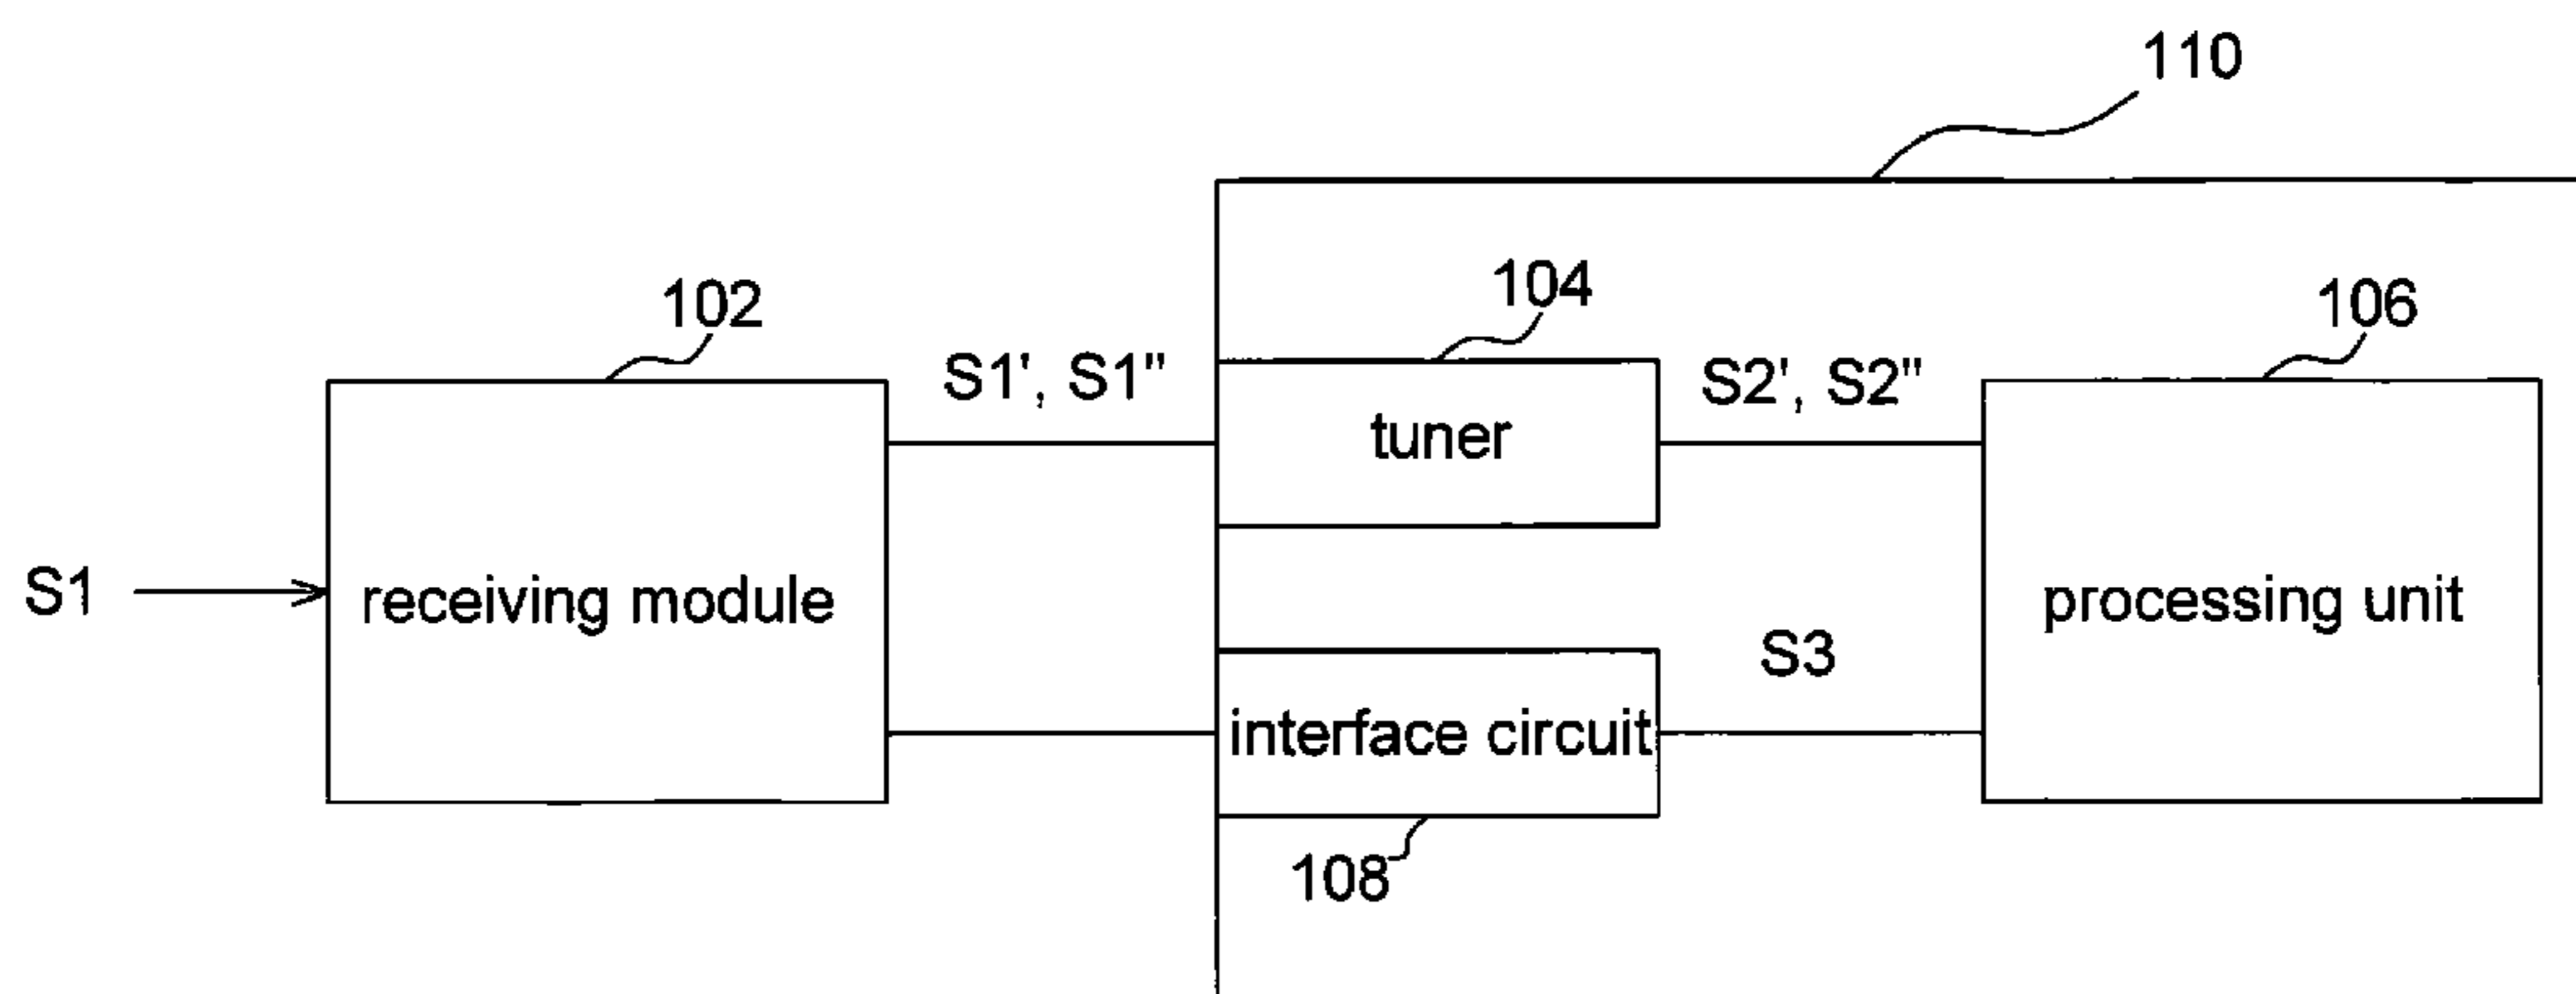 110
102
104
106
S1', S1"
S2', S2"
tuner
S1
receiving module
processing unit
S3
interface circuit
108